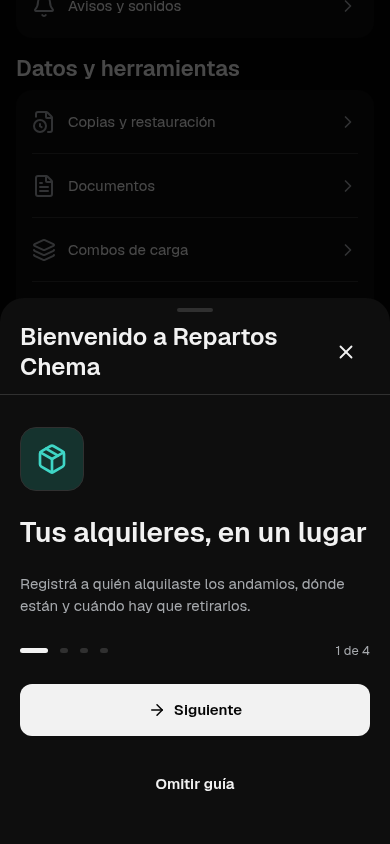 Avisos y sonidos
Datos y herramientas
Copias y restauración
Documentos
Combos de carga
Bienvenido a Repartos
Chema
Tus alquileres, en un lugar
Registrá a quién alquilaste los andamios, dónde
están y cuándo hay que retirarlos.
1 de 4
Siguiente
Omitir guía